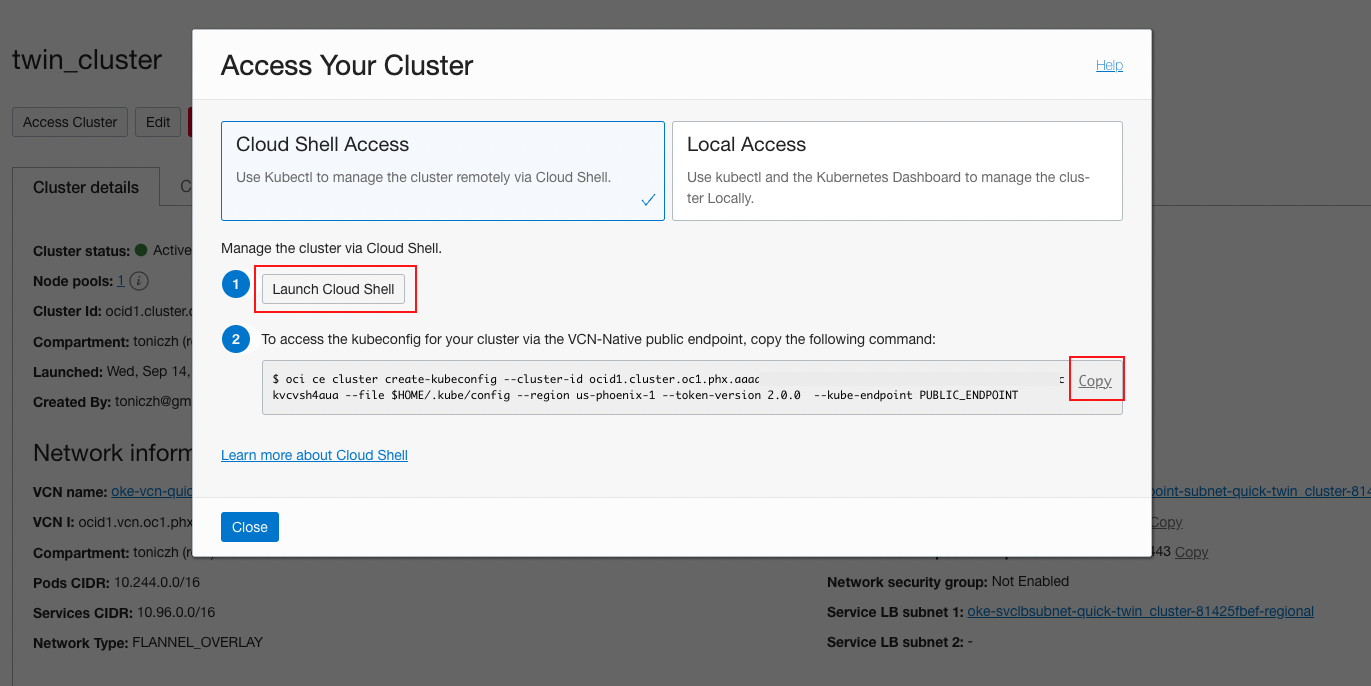 twin_cluster
Access Cluster
Edit
Cluster details
C
Cluster status: Active
Node pools: 1 i
Cluster Id: ocid1.cluster.
Compartment: toniczh
Launched: Wed, Sep 14,
Created By: toniczh@gm
Network inform
VCN name: oke-vcn-quic
VCN I: ocid1.vcn.oc1.phx
Compartment: toniczh
Pods CIDR: 10.244.0.0/16
Services CIDR: 10.96.0.0/16
Network Type: FLANNEL_OVERLAY
Access Your Cluster
Help
Cloud Shell Access
Use Kubectl to manage the cluster remotely via Cloud Shell.
Local Access
Use kubectl and the Kubernetes Dashboard to manage the clus-
ter Locally.
Manage the cluster via Cloud Shell.
1
Launch Cloud Shell
2
To access the kubeconfig for your cluster via the VCN-Native public endpoint, copy the following command:
$ oci ce cluster create-kubeconfig --cluster-id ocid1.cluster.oc1.phx.aaaa
kvcvsh4aua --file $HOME/.kube/config --region us-phoenix-1 --token-version 2.0.0 --kube-endpoint PUBLIC_ENDPOINT
Copy
Learn more about Cloud Shell
Close
point-subnet-quick-twin_cluster-814
Copy
443 Copy
Network security group: Not Enabled
Service LB subnet 1: oke-svclbsubnet-quick-twin_cluster-81425fbef-regional
Service LB subnet 2: -